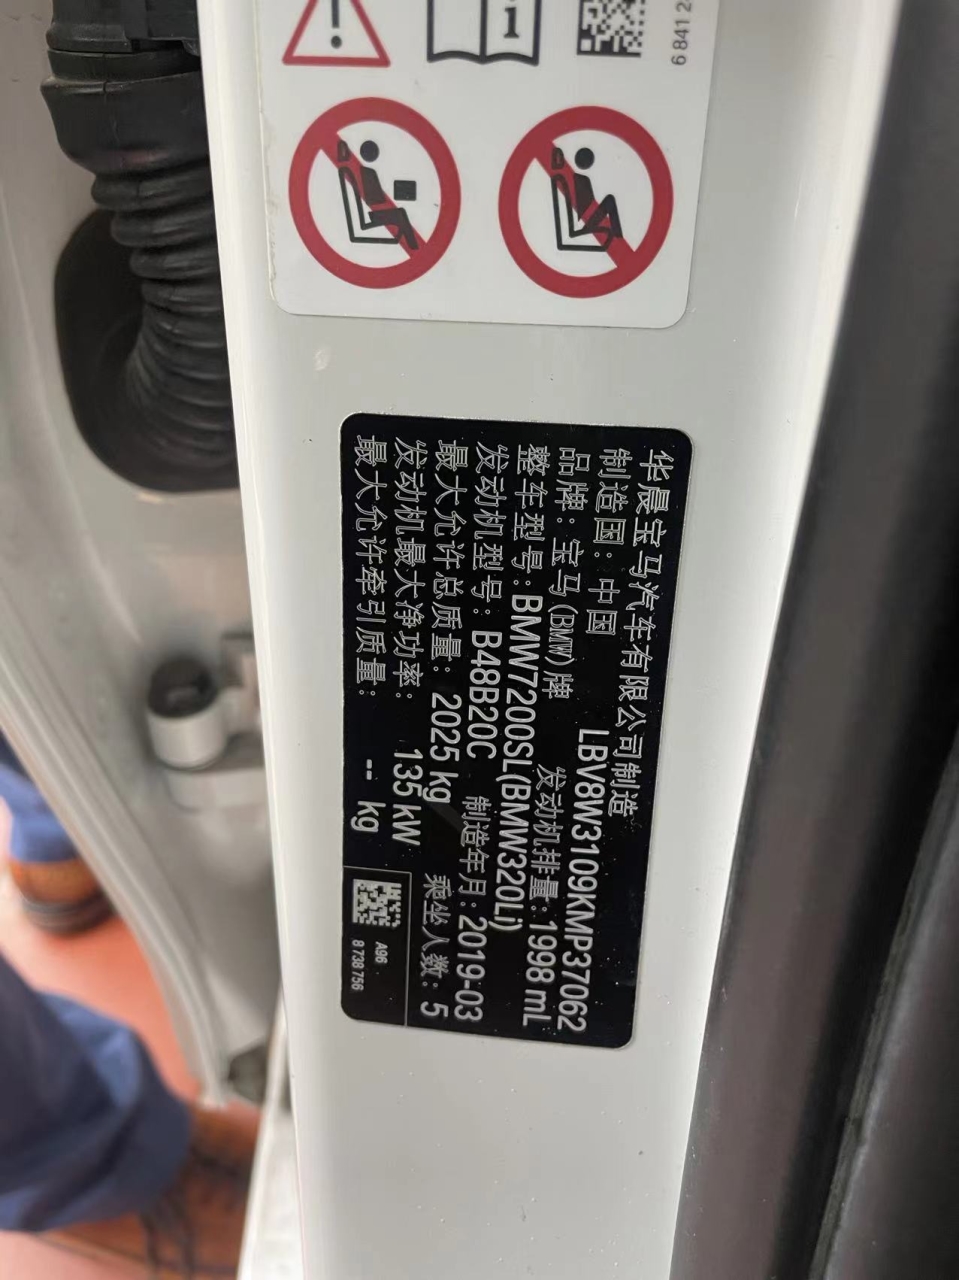 i
6 841 2
华晨宝马汽车有限公司制造
制造国：中国 LBV8W3109KMP37062
品牌：宝马(BMW)牌 发动机排量：1998 mL
整车型号：BMW7200SL(BMW320Li)
发动机型号：B48B20C 制造年月：2019-03
最大允许总质量：2025 kg 乘坐人数：5
发动机最大净功率：135 kW
最大允许牵引质量：-- kg
A96
8 738 756